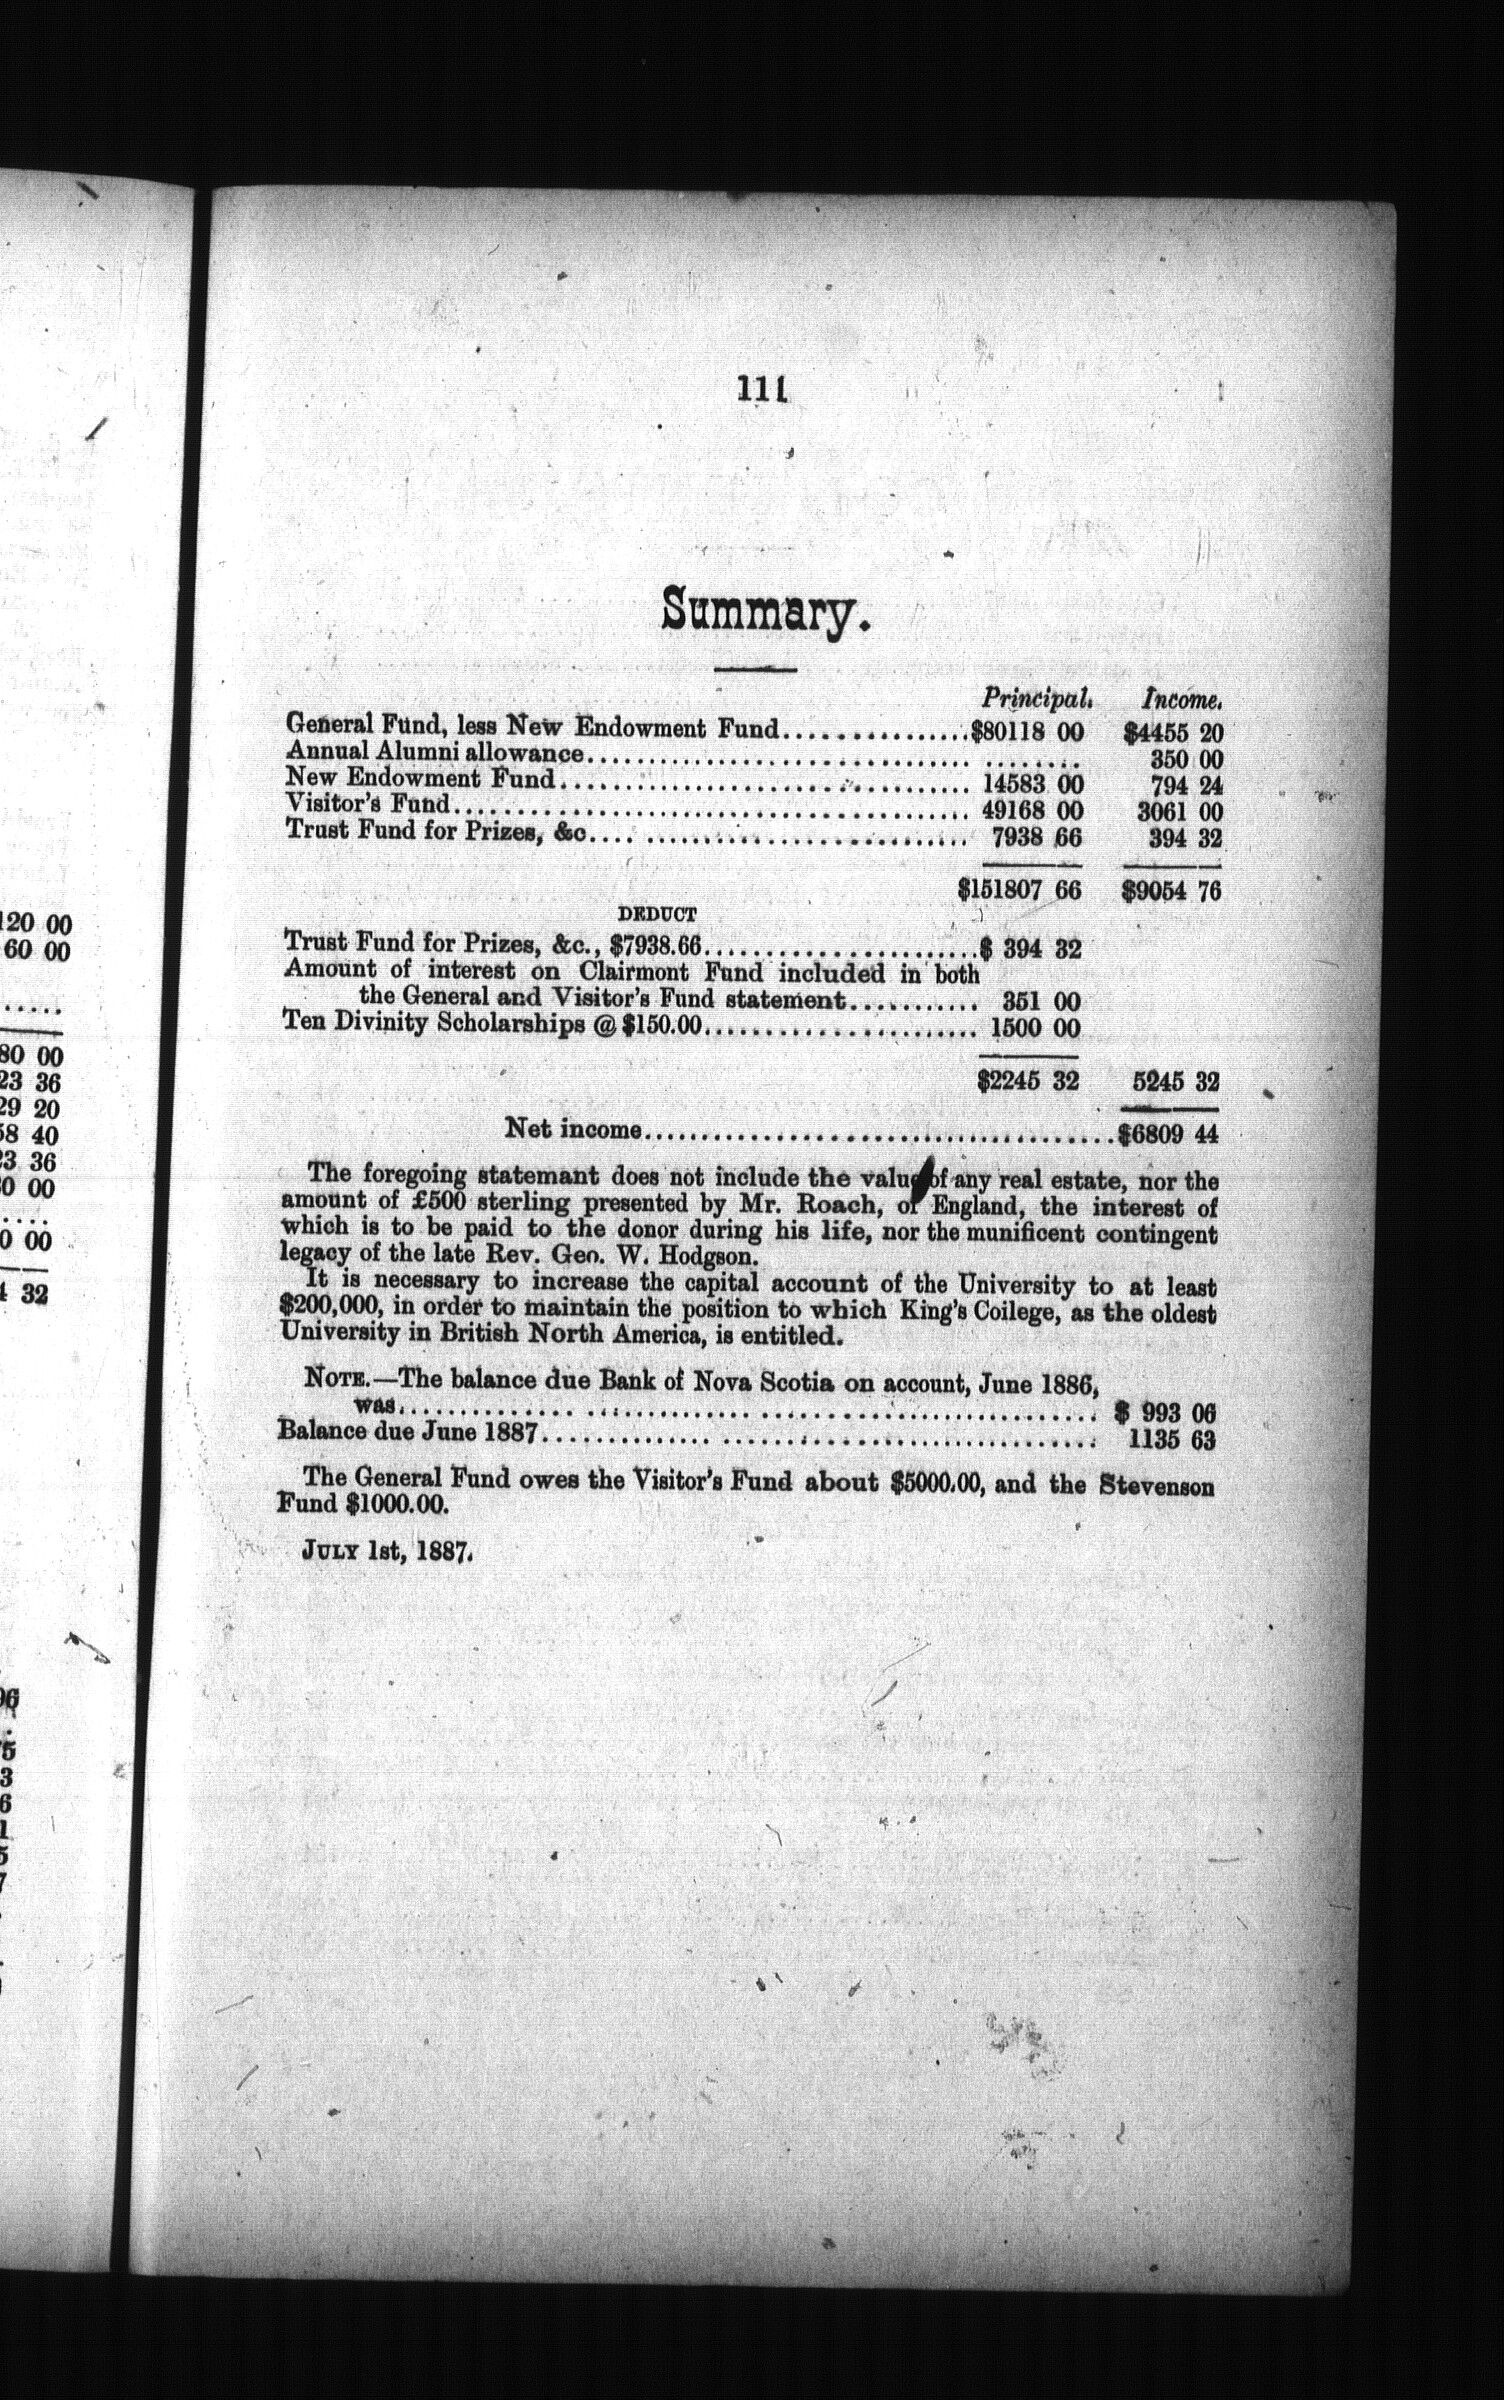 120 00
60 00
.....
80 00
23 36
29 20
58 40
23 36
0 00
....
0 00
4 32
96
5
3
6
1
5
7
111
Summary.
Principal. Income.
General Fund, less New Endowment Fund...............$80118 00 $4455 20
Annual Alumni allowance............................... ........ 350 00
New Endowment Fund................................. 14583 00 794 24
Visitor's Fund.......................................... 49168 00 3061 00
Trust Fund for Prizes, &c.... .......................... 7938 66 394 32
$151807 66 $9054 76
DEDUCT
Trust Fund for Prizes, &c., $7938.66......................$ 394 32
Amount of interest on Clairmont Fund included in both
the General and Visitor's Fund statement........... 351 00
Ten Divinity Scholarships @ $150.00...................... 1500 00
$2245 32 5245 32
Net income......................................$6809 44
The foregoing statemant does not include the value of any real estate, nor the
amount of £500 sterling presented by Mr. Roach, of England, the interest of
which is to be paid to the donor during his life, nor the munificent contingent
legacy of the late Rev. Geo. W. Hodgson.
It is necessary to increase the capital account of the University to at least
$200,000, in order to maintain the position to which King's Coilege, as the oldest
University in British North America, is entitled.
NOTE.—The balance due Bank of Nova Scotia on account, June 1886,
was............... ............. ............................ $ 993 06
Balance due June 1887.............. ............................... 1135 63
The General Fund owes the Visitor's Fund about $5000.00, and the Stevenson
Fund $1000.00.
JULY 1st, 1887.